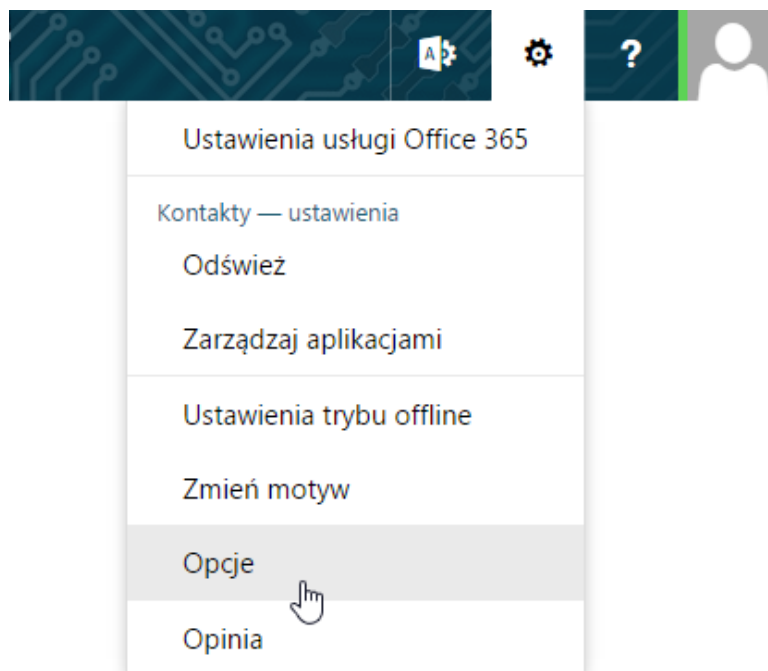 A
?
Ustawienia usługi Office 365
Kontakty — ustawienia
Odśwież
Zarządzaj aplikacjami
Ustawienia trybu offline
Zmień motyw
Opcje
Opinia